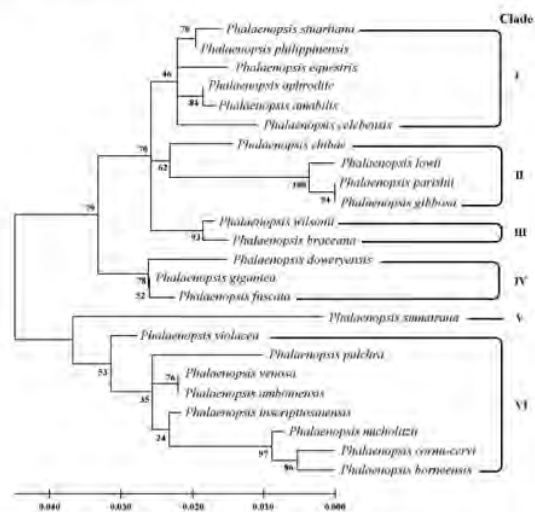 Clade
78
Phalaenopsis stuartiana
Phalaenopsis philippinensis
46
Phalaenopsis equestris
I
Phalaenopsis aphrodite
84
Phalaenopsis amabilis
Phalaenopsis celebensis
78
Phalaenopsis chibae
62
Phalaenopsis lowii
100
II
Phalaenopsis parishii
94
Phalaenopsis gibbosa
79
Phalaenopsis wilsonii
93
III
Phalaenopsis braceana
Phalaenopsis doweryensis
78
Phalaenopsis gigantea
IV
52
Phalaenopsis fuscata
Phalaenopsis sumatrana
V
Phalaenopsis violacea
53
Phalaenopsis pulchra
76
Phalaenopsis venosa
35
Phalaenopsis amboinensis
VI
Phalaenopsis inscriptiosinensis
24
Phalaenopsis micholitzii
97
Phalaenopsis cornu-cervi
86
Phalaenopsis borneensis
0.040 0.030 0.020 0.010 0.000